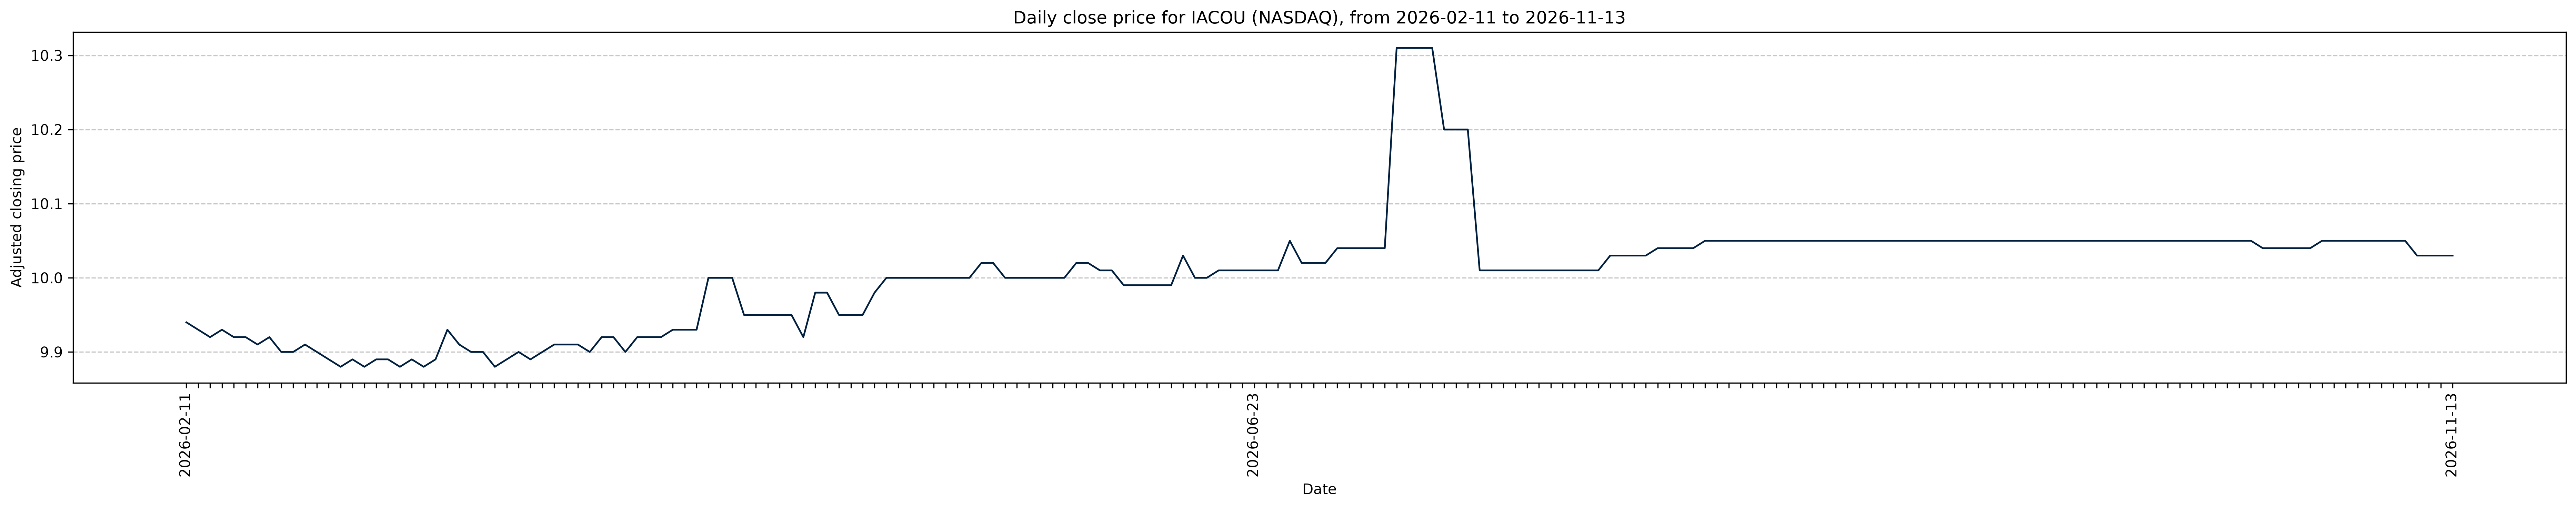 Daily close price for IACOU (NASDAQ), from 2026-02-11 to 2026-11-13
Adjusted closing price
10.3
10.2
10.1
10.0
9.9
2026-02-11
2026-06-23
2026-11-13
Date